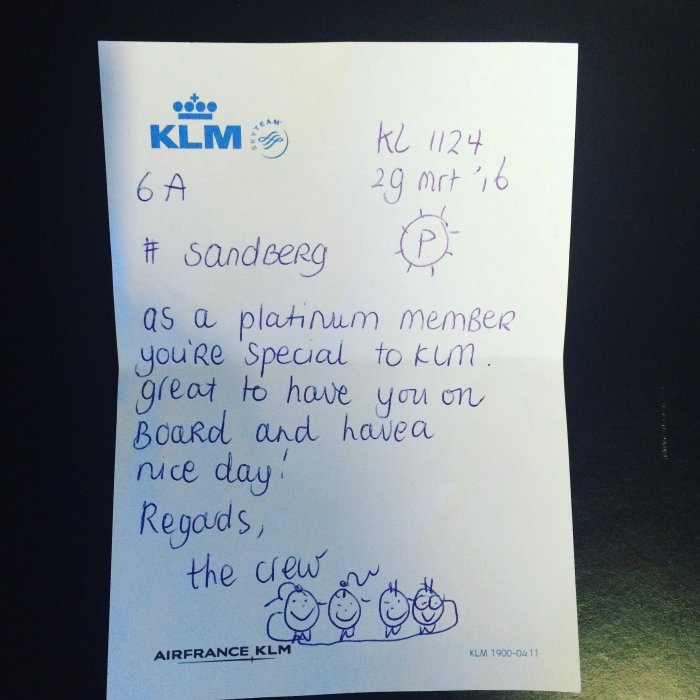 KLM SKYTEAM
KL 1124
6A
29 mrt '16
# Sandberg
P
as a platinum member
you're special to KLM.
great to have you on
Board and have a
nice day!
Regads,
the crew
AIRFRANCE KLM
KLM 1900-04.11